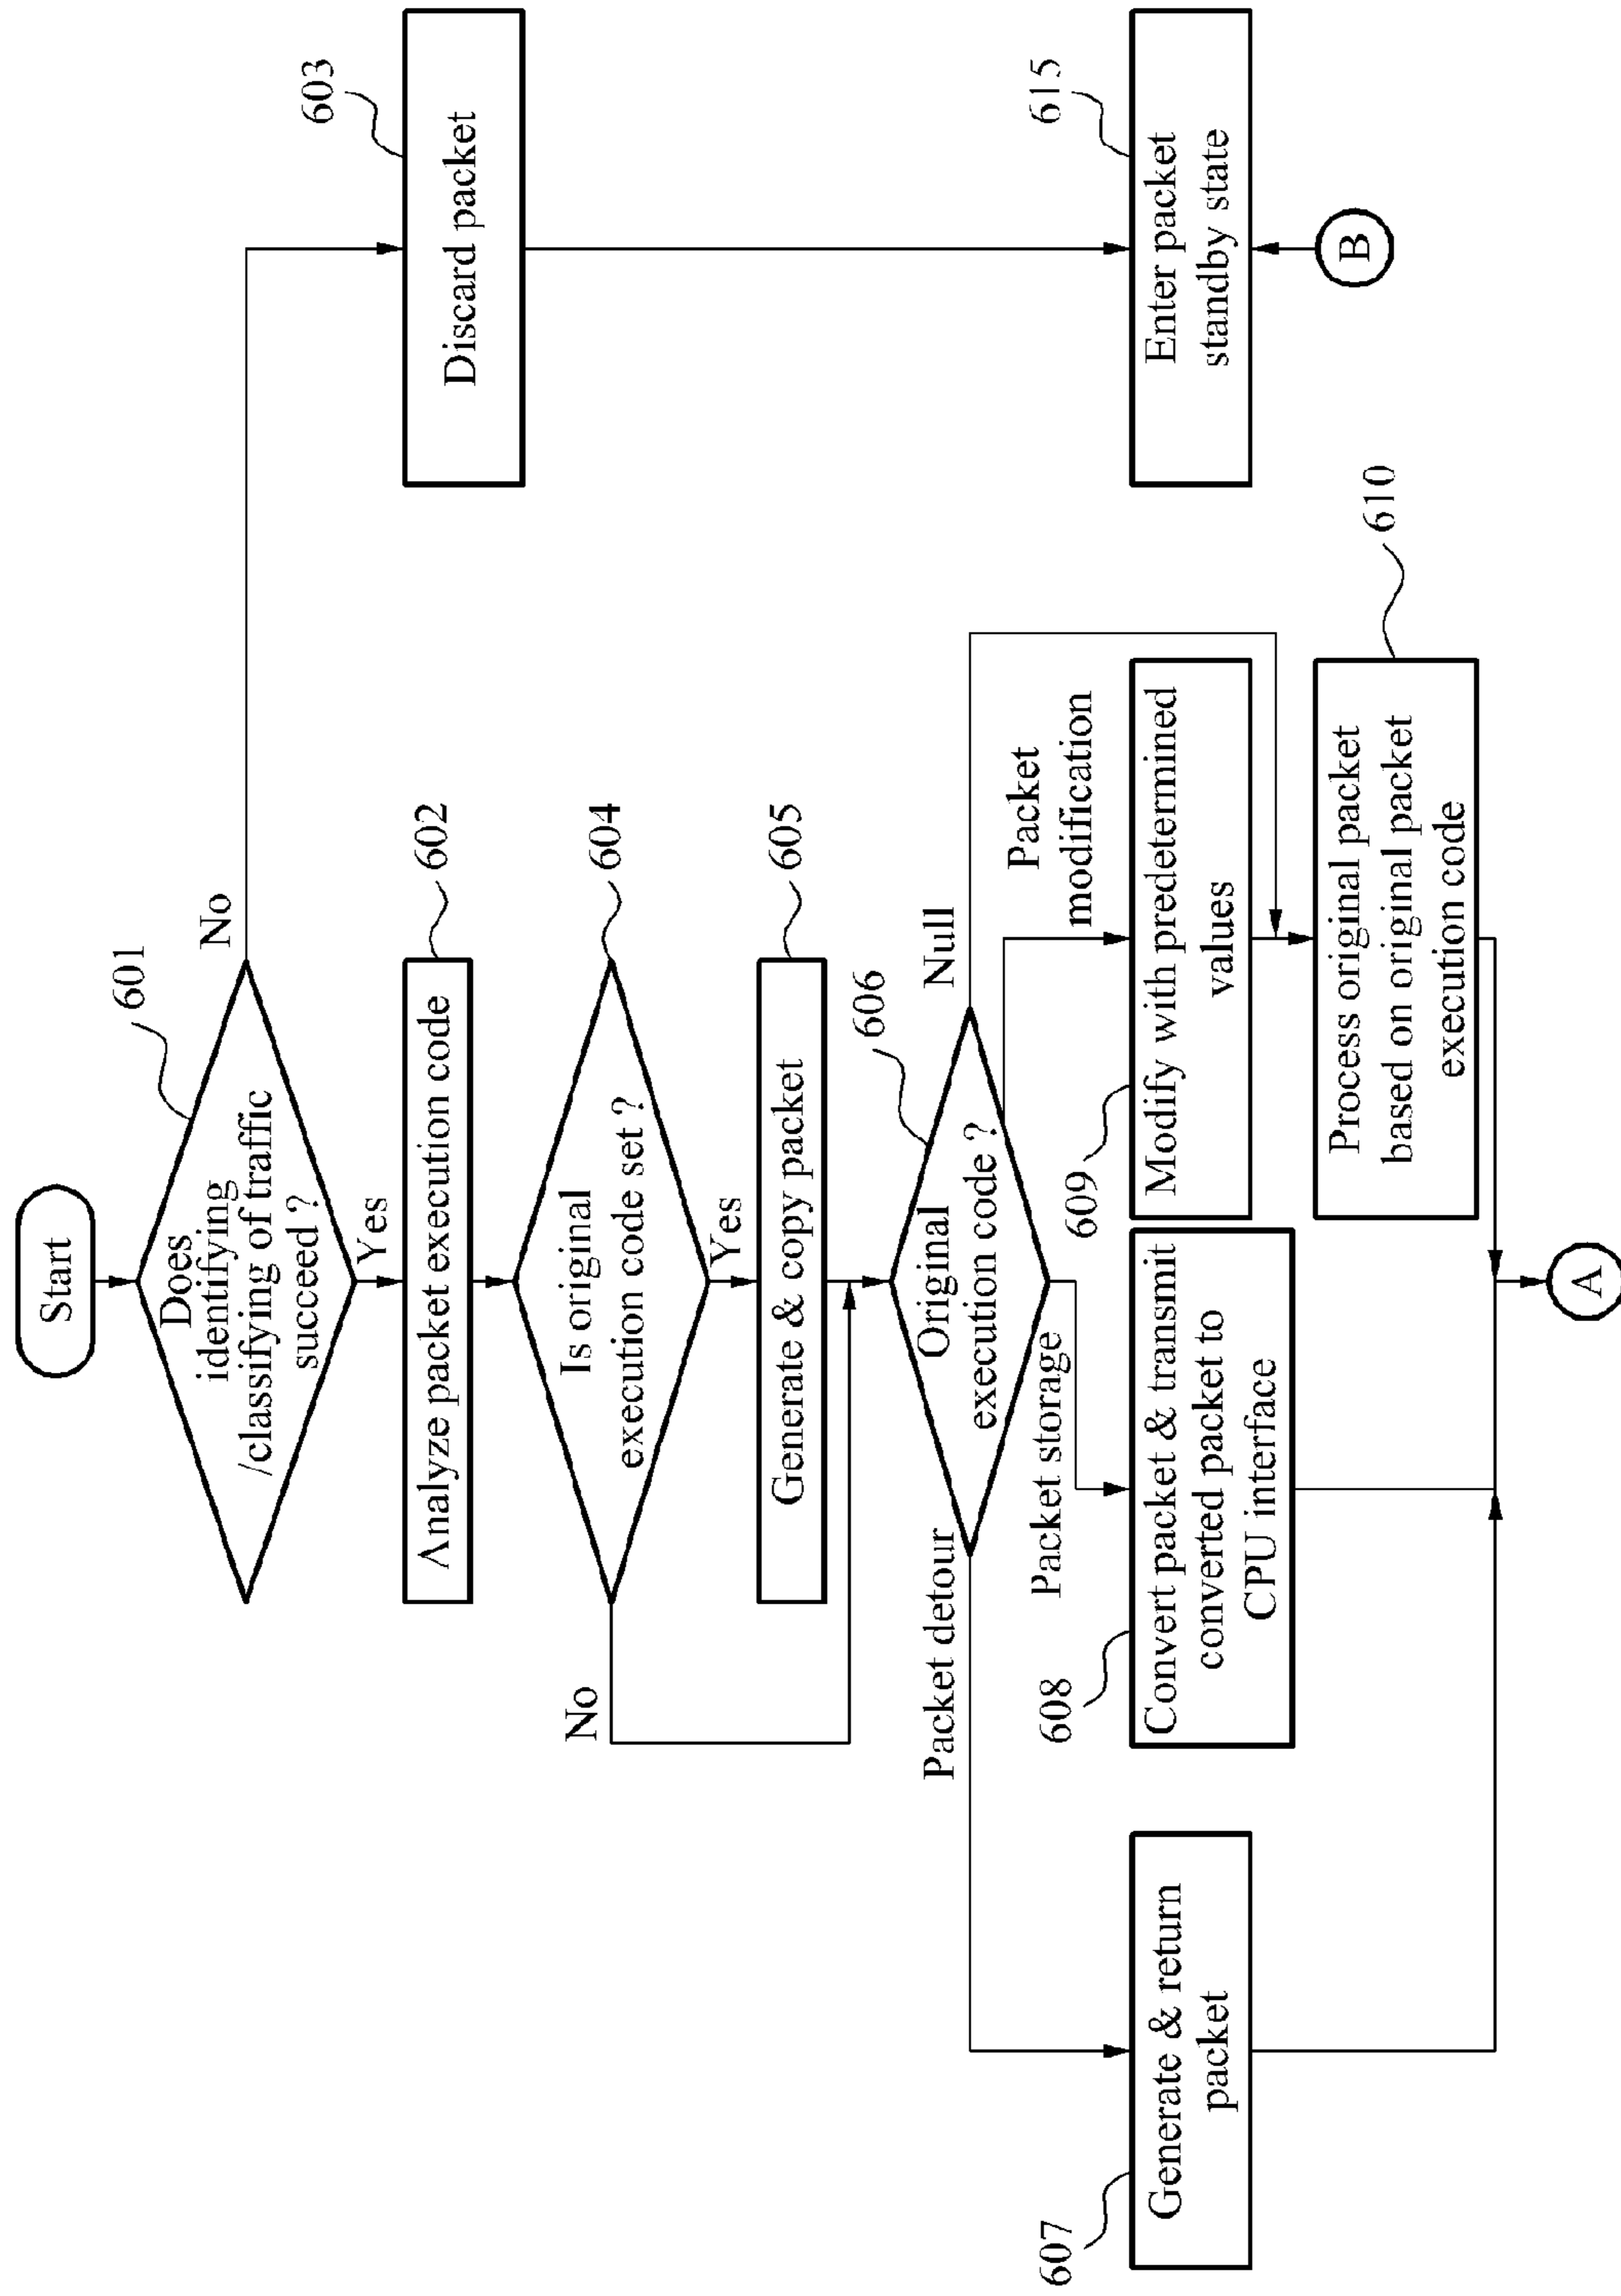 Start
601
Does
identifying
/classifying of traffic
succeed ?
No
Yes
602
Analyze packet execution code
603
Discard packet
604
Is original
execution code set ?
No
Yes
605
Generate & copy packet
606
Original
execution code ?
Packet detour
Packet storage
Packet
modification
Null
607
Generate & return
packet
608
Convert packet & transmit
converted packet to
CPU interface
609
Modify with predetermined
values
610
Process original packet
based on original packet
execution code
615
Enter packet
standby state
A
B